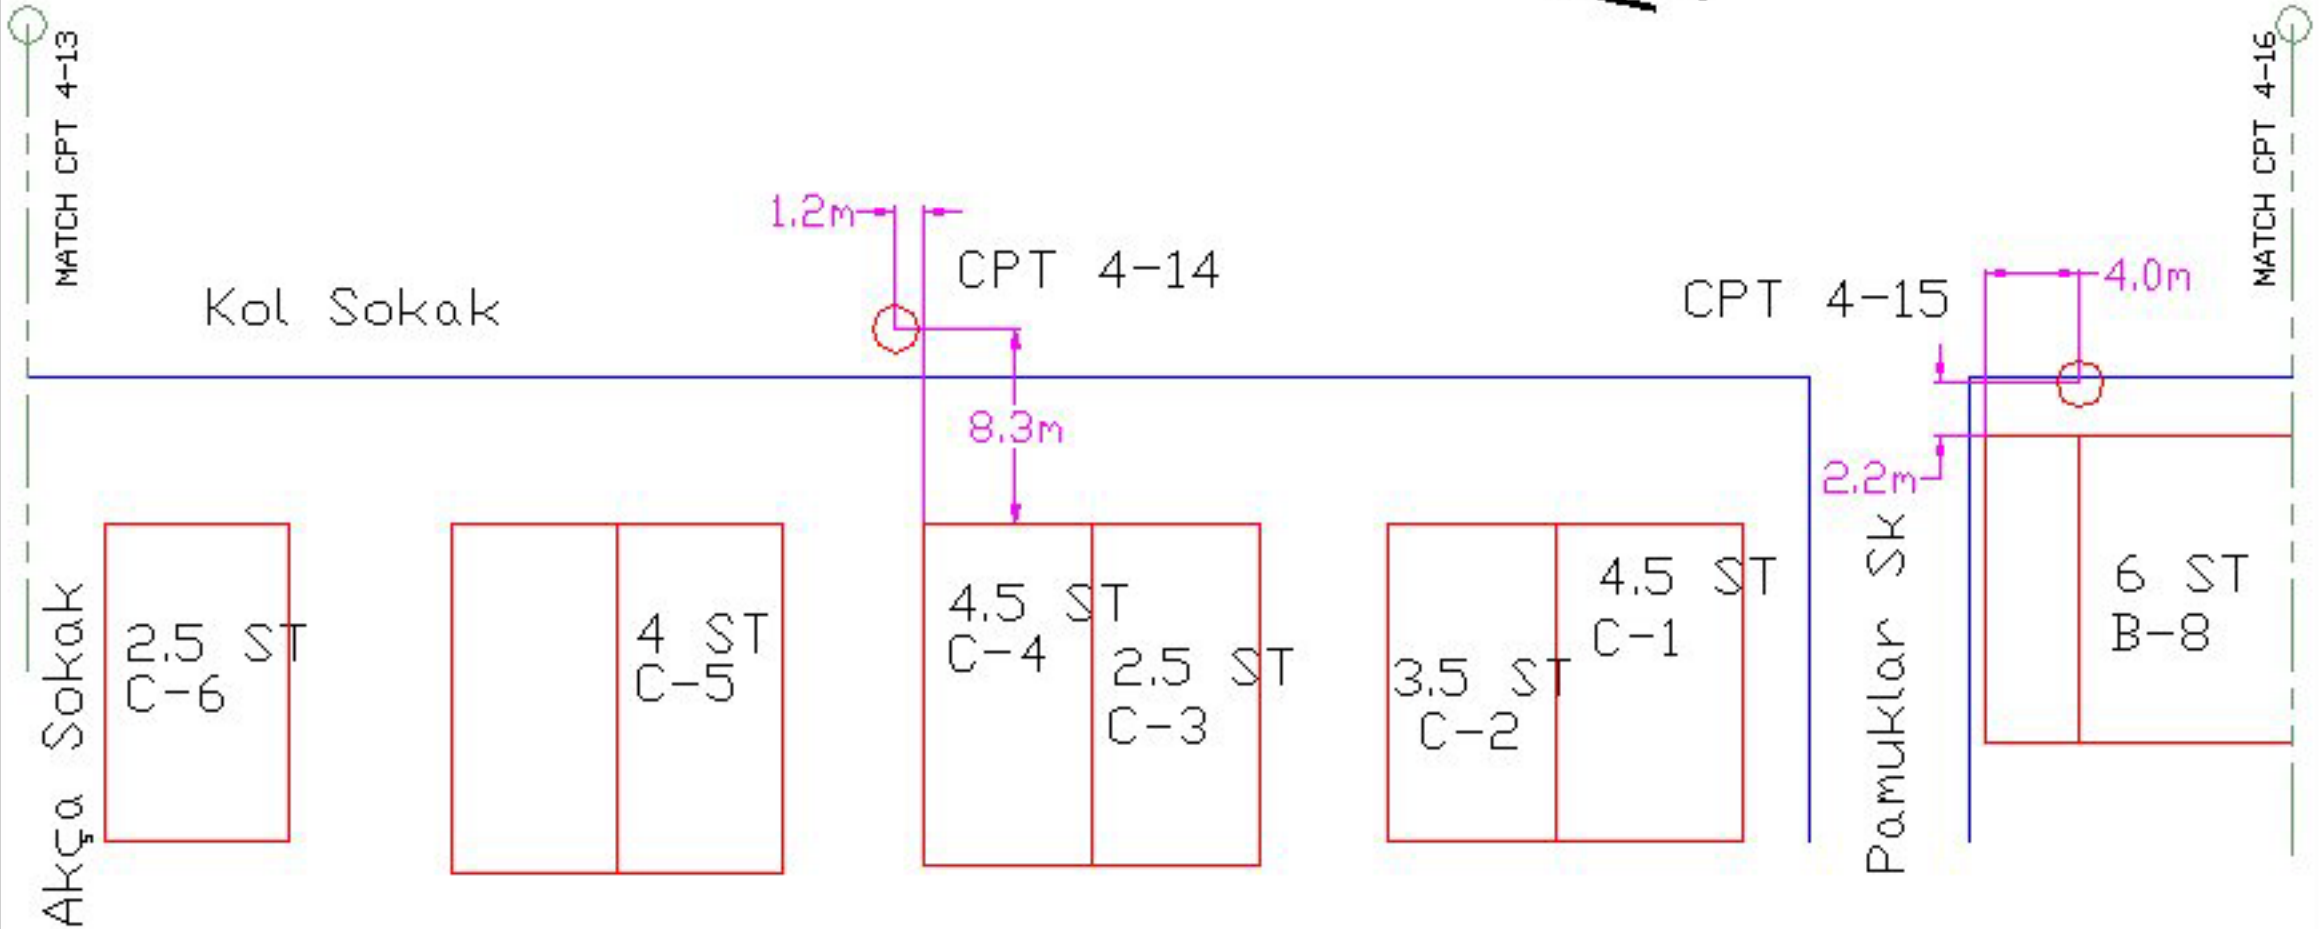 MATCH CPT 4-13
MATCH CPT 4-16
1.2m
CPT 4-14
4.0m
Kol Sokak
CPT 4-15
8.3m
2.2m
Akça Sokak
2.5 ST
C-6
4 ST
C-5
4.5 ST
C-4
2.5 ST
C-3
3.5 ST
C-2
4.5 ST
C-1
Pamuklar Sk
6 ST
B-8